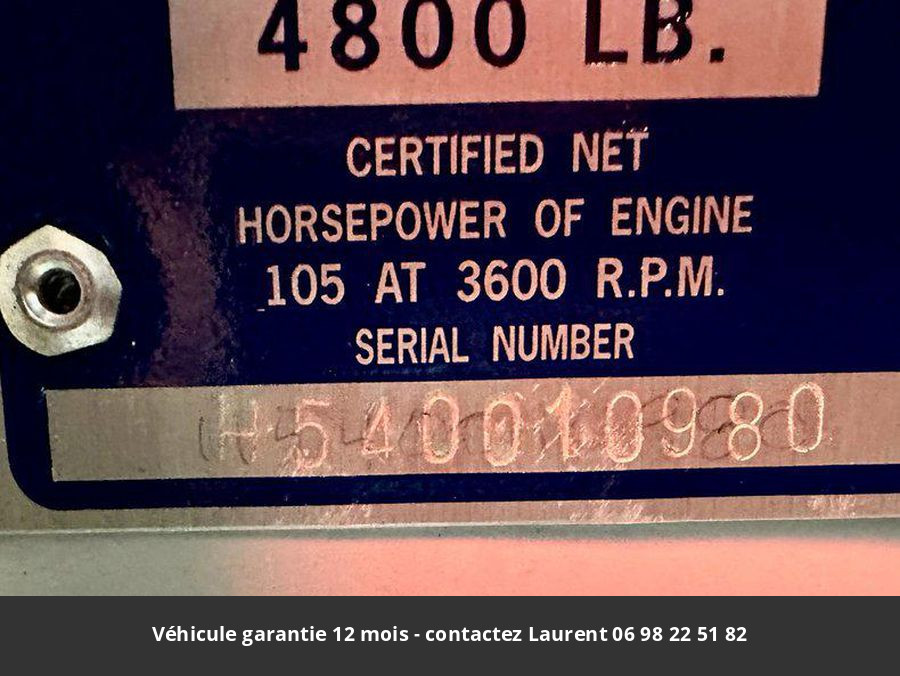 4800 LB.
CERTIFIED NET
HORSEPOWER OF ENGINE
105 AT 3600 R.P.M.
SERIAL NUMBER
H540010980
Véhicule garantie 12 mois - contactez Laurent 06 98 22 51 82